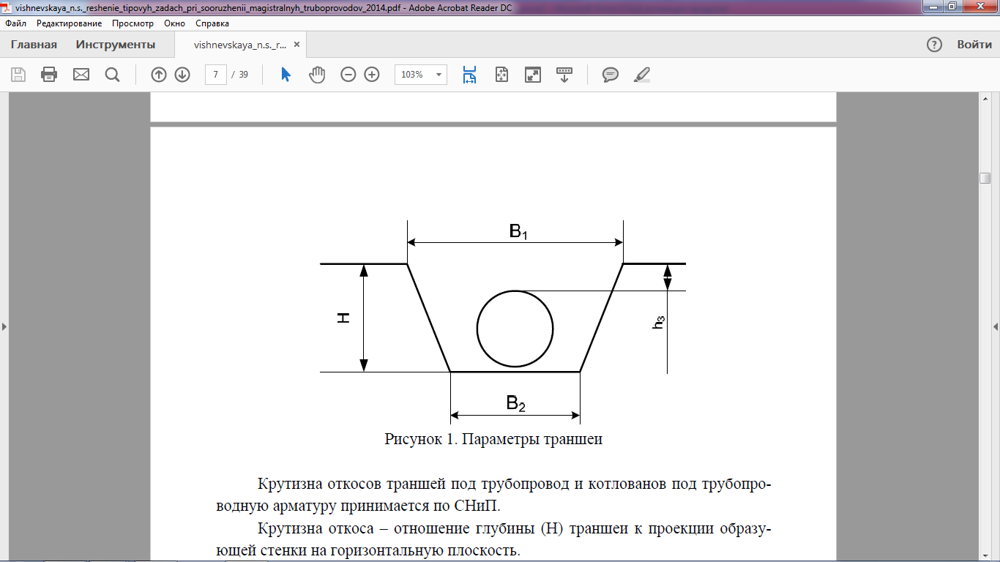 vishnevskaya_n.s._reshenie_tipovyh_zadach_pri_sooruzhenii_magistralnyh_truboprovodov_2014.pdf - Adobe Acrobat Reader DC
Файл Редактирование Просмотр Окно Справка
Главная Инструменты vishnevskaya_n.s._r... × ? Войти
7 / 39 103%
B₁
H
h₃
B₂
Рисунок 1. Параметры траншеи
Крутизна откосов траншей под трубопровод и котлованов под трубопро-
водную арматуру принимается по СНиП.
Крутизна откоса – отношение глубины (Н) траншеи к проекции образу-
ющей стенки на горизонтальную плоскость.